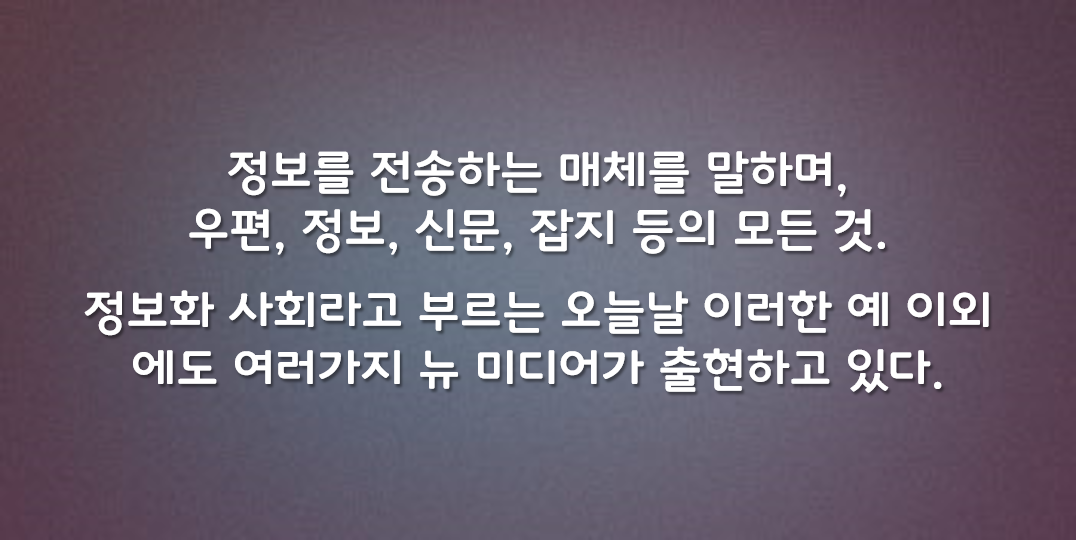 정보를 전송하는 매체를 말하며,
우편, 정보, 신문, 잡지 등의 모든 것.
정보화 사회라고 부르는 오늘날 이러한 예 이외
에도 여러가지 뉴 미디어가 출현하고 있다.